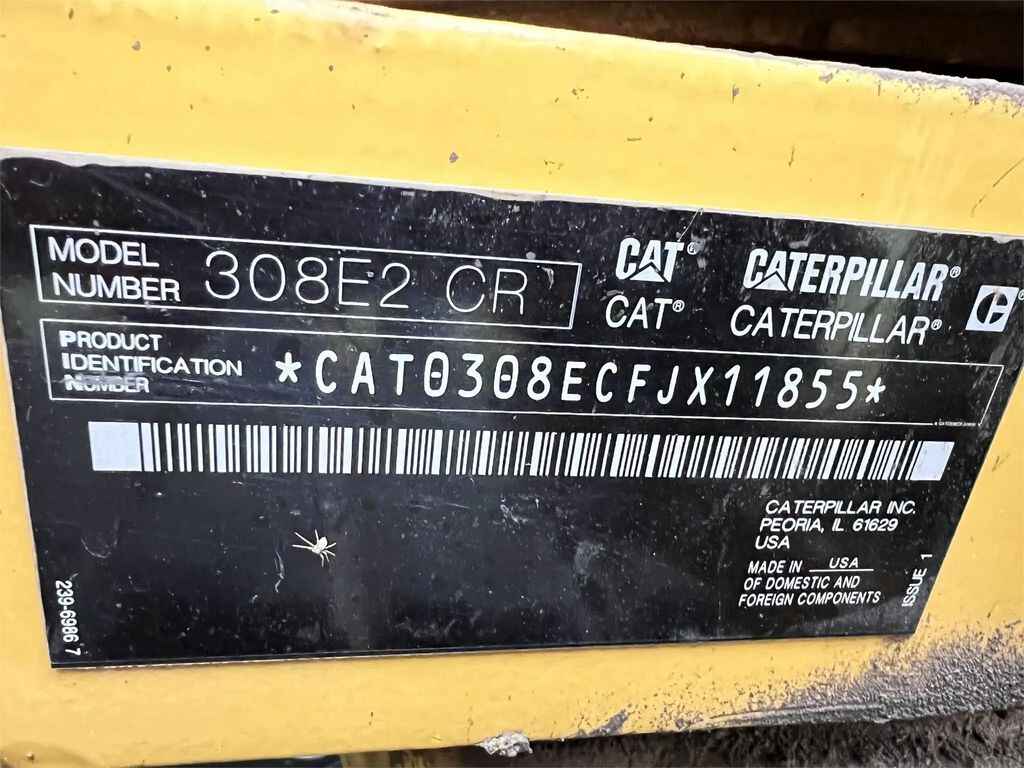 MODEL NUMBER 308E2 CR
CAT® CATERPILLAR®
CAT® CATERPILLAR®
PRODUCT
IDENTIFICATION
NUMBER
*CAT0308ECFJX11855*
CATERPILLAR INC.
PEORIA, IL 61629
USA
MADE IN USA
OF DOMESTIC AND
FOREIGN COMPONENTS
ISSUE 1
239-6986 7